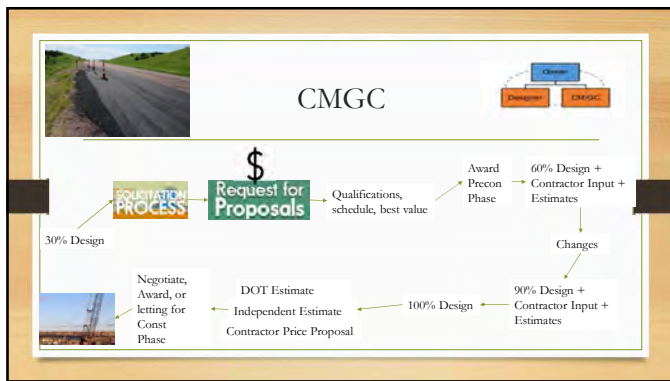 CMGC
Owner
Designer
CM/GC
$
SOLICITATION
PROCESS
Request for
Proposals
Qualifications,
schedule, best value
Award
Precon
Phase
60% Design +
Contractor Input +
Estimates
30% Design
Changes
Negotiate,
Award, or
letting for
Const
Phase
DOT Estimate
Independent Estimate
Contractor Price Proposal
100% Design
90% Design +
Contractor Input +
Estimates